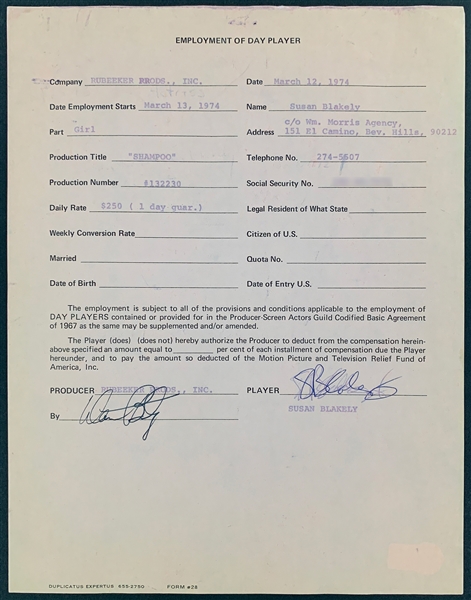 EMPLOYMENT OF DAY PLAYER
Company RUBEEKER PRODS., INC. Date March 12, 1974
Date Employment Starts March 13, 1974 Name Susan Blakely
Part Girl
c/o Wm. Morris Agency,
Address 151 El Camino, Bev. Hills, 90212
Production Title "SHAMPOO" Telephone No. 274-5607
Production Number #132230 Social Security No.
Daily Rate $250 ( 1 day guar.) Legal Resident of What State
Weekly Conversion Rate Citizen of U.S.
Married Quota No.
Date of Birth Date of Entry U.S.
The employment is subject to all of the provisions and conditions applicable to the employment of
DAY PLAYERS contained or provided for in the Producer-Screen Actors Guild Codified Basic Agreement
of 1967 as the same may be supplemented and/or amended.
The Player (does) (does not) hereby authorize the Producer to deduct from the compensation herein-
above specified an amount equal to per cent of each installment of compensation due the Player
hereunder, and to pay the amount so deducted to the Motion Picture and Television Relief Fund of
America, Inc.
PRODUCER RUBEEKER PRODS., INC. PLAYER SBlakely
By
SUSAN BLAKELY
DUPLICATUS EXPERTUS 655-2750 FORM #28